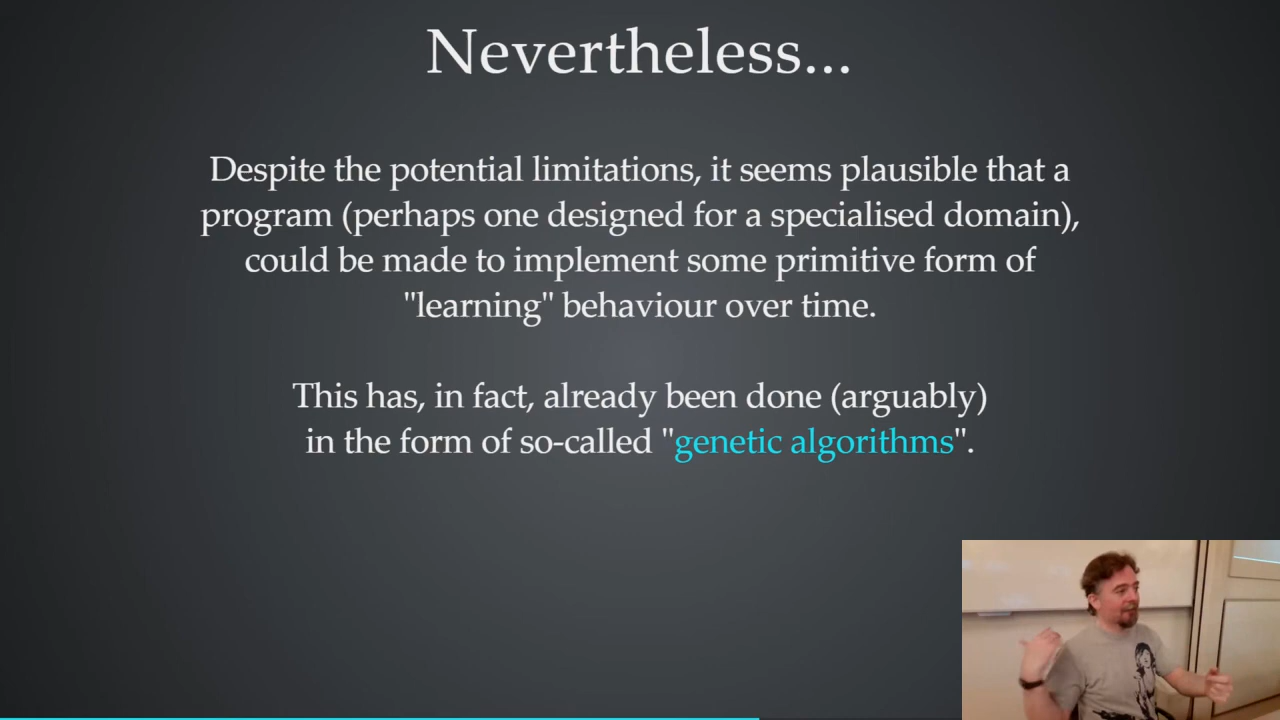 Nevertheless...
Despite the potential limitations, it seems plausible that a
program (perhaps one designed for a specialised domain),
could be made to implement some primitive form of
"learning" behaviour over time.
This has, in fact, already been done (arguably)
in the form of so-called "genetic algorithms".